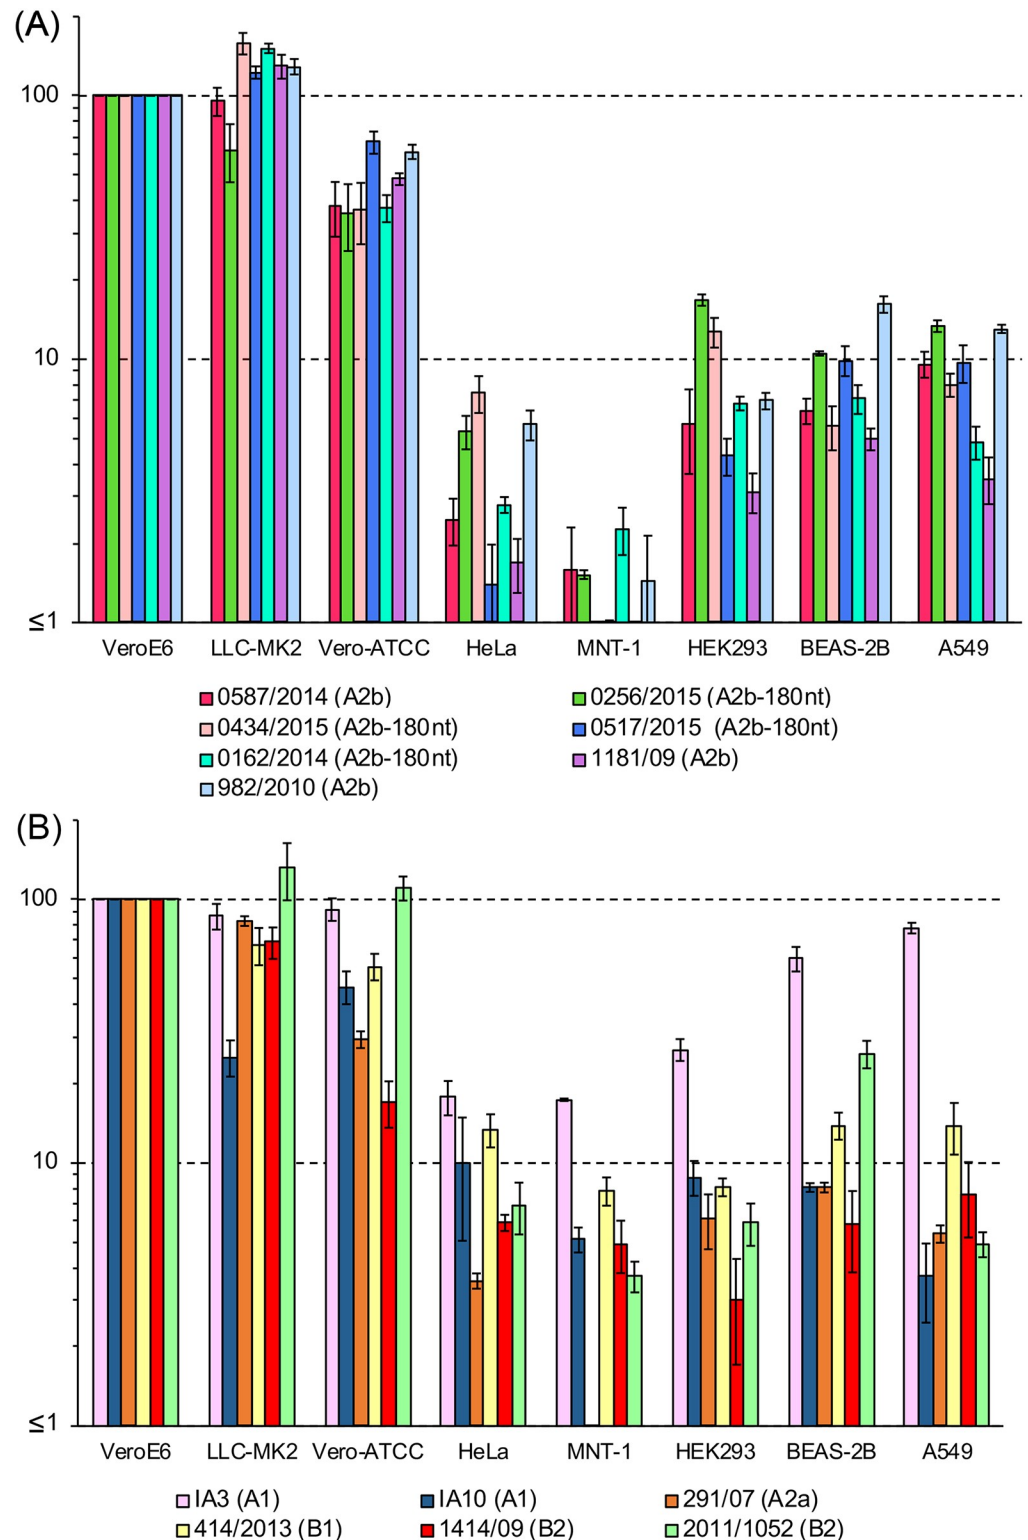 (A)
100
10
≤1
VeroE6 LLC-MK2 Vero-ATCC HeLa MNT-1 HEK293 BEAS-2B A549
0587/2014 (A2b) 0256/2015 (A2b-180nt)
0434/2015 (A2b-180nt) 0517/2015 (A2b-180nt)
0162/2014 (A2b-180nt) 1181/09 (A2b)
982/2010 (A2b)
(B)
100
10
≤1
VeroE6 LLC-MK2 Vero-ATCC HeLa MNT-1 HEK293 BEAS-2B A549
IA3 (A1) IA10 (A1) 291/07 (A2a)
414/2013 (B1) 1414/09 (B2) 2011/1052 (B2)